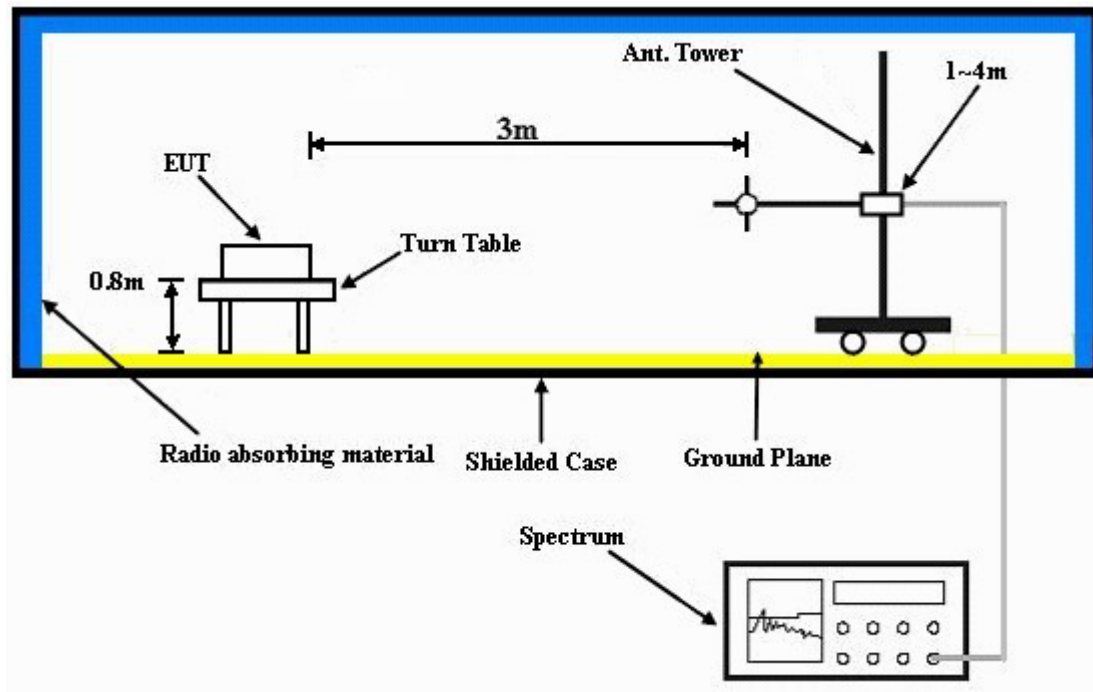 Ant. Tower
1~4m
3m
EUT
Turn Table
0.8m
Radio absorbing material
Shielded Case
Ground Plane
Spectrum